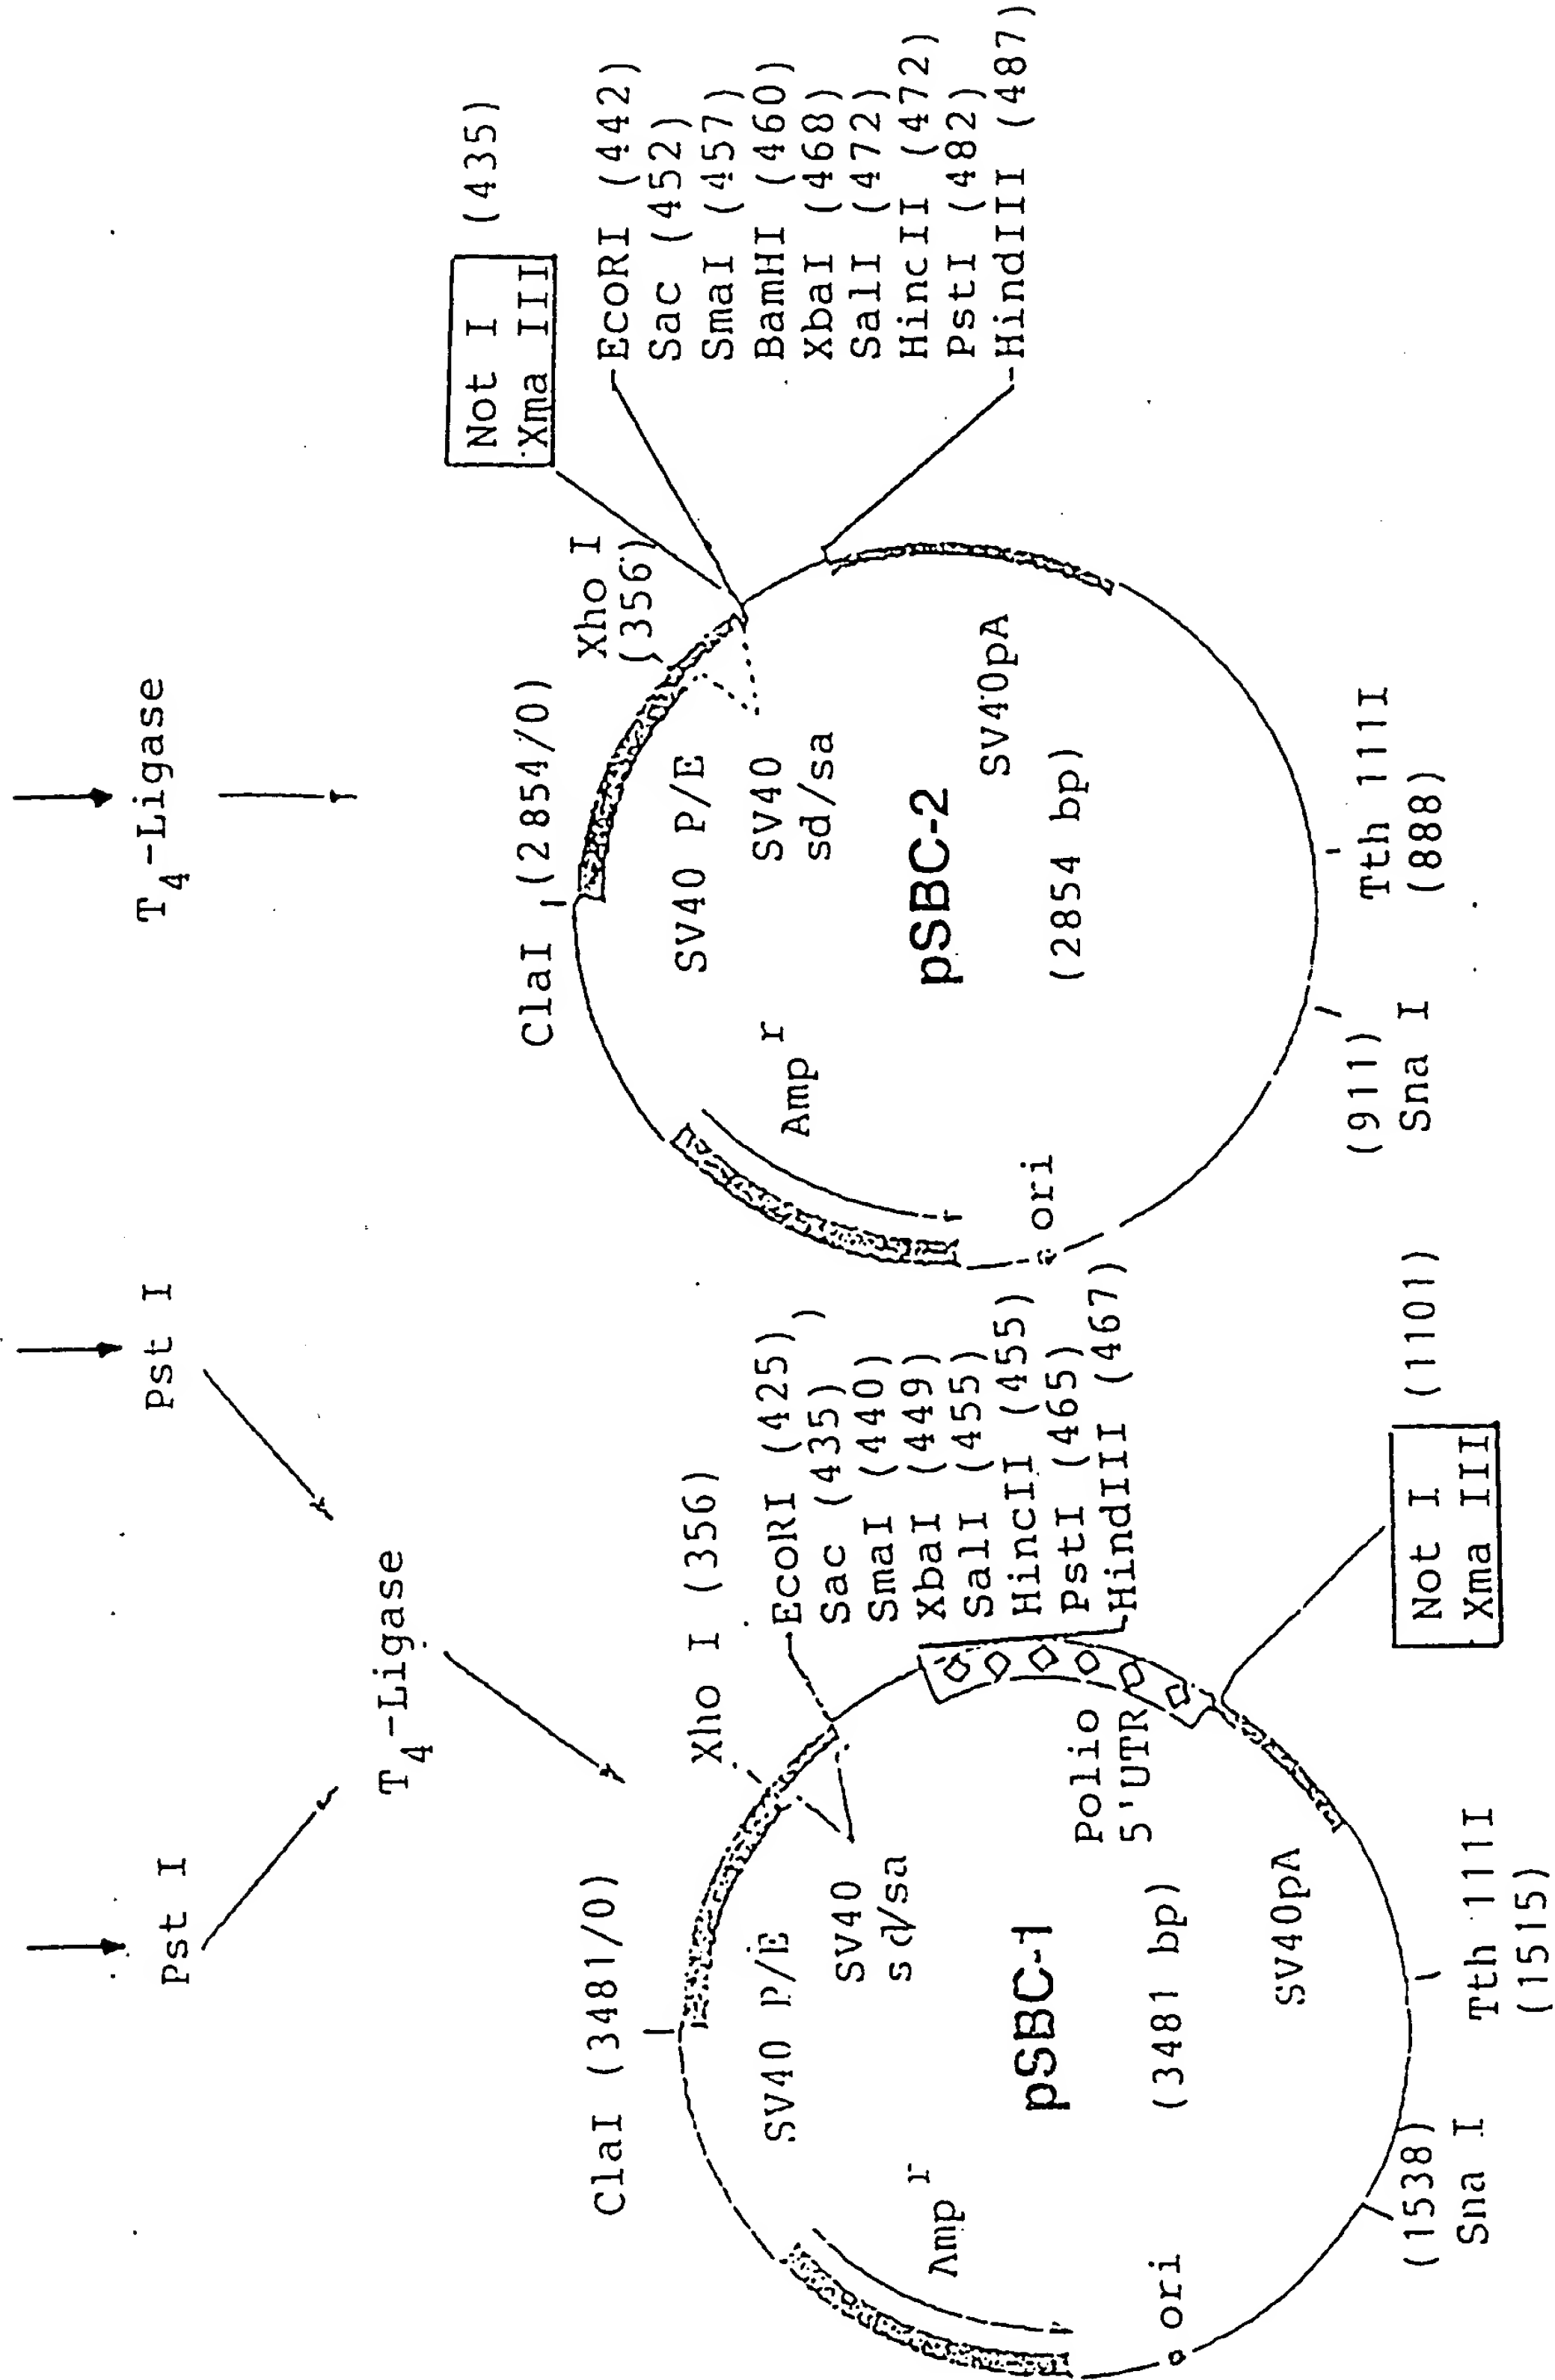 Pst I
Pst I
T4-Ligase
T4-Ligase
ClaI (3481/0)
Xho I (356)
EcoRI (425)
Sac (435)
SmaI (440)
XbaI (449)
SalI (455)
HincII (455)
PstI (465)
HindIII (467)
SV40 P/E
SV40
sd/sa
Amp r
pSBC-1
(3481 bp)
Polio
5'UTR
SV40pA
ori
Not I
Xma III
(1101)
(1538)
Sna I
Tth 111I
(1515)
ClaI (2854/0)
Xho I
(356)
Not I
Xma III
(435)
EcoRI (442)
Sac (452)
SmaI (457)
BamHI (460)
XbaI (468)
SalI (472)
HincII (472)
PstI (482)
HindIII (487)
SV40 P/E
SV40
sd/sa
Amp r
pSBC-2
(2854 bp)
SV40pA
ori
(911)
Sna I
Tth 111I
(888)